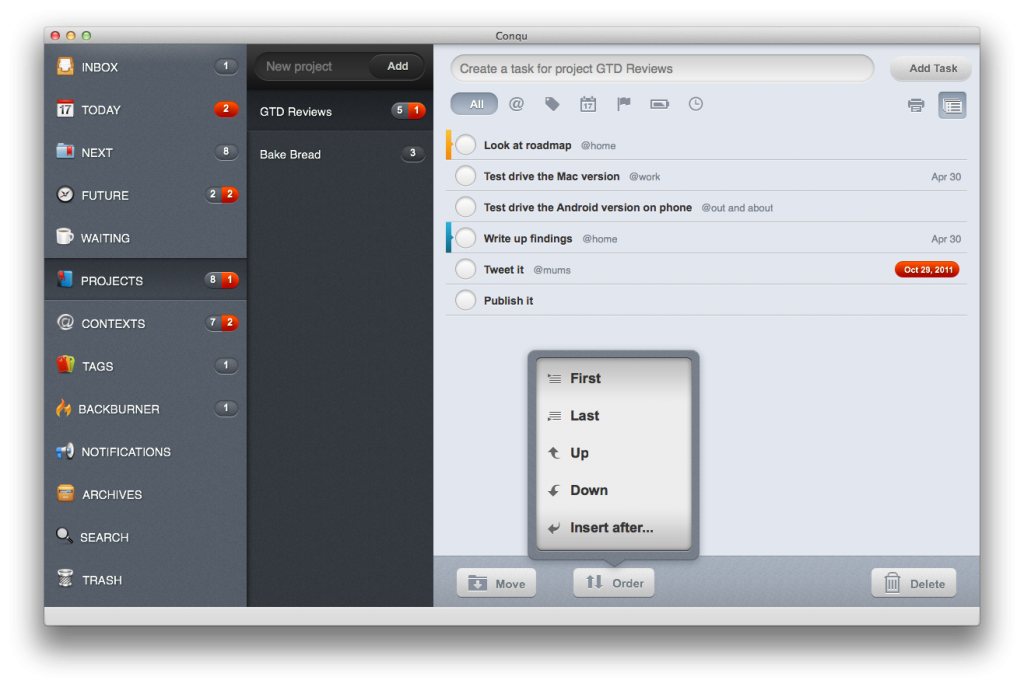 Conqu
INBOX 1
17 TODAY 2
NEXT 8
FUTURE 2 2
WAITING
PROJECTS 8 1
@ CONTEXTS 7 2
TAGS 1
BACKBURNER 1
NOTIFICATIONS
ARCHIVES
SEARCH
TRASH
New project Add
GTD Reviews 5 1
Bake Bread 3
Create a task for project GTD Reviews Add Task
All @ 17
Look at roadmap @home
Test drive the Mac version @work Apr 30
Test drive the Android version on phone @out and about
Write up findings @home Apr 30
Tweet it @mums Oct 29, 2011
Publish it
First
Last
Up
Down
Insert after...
Move Order Delete